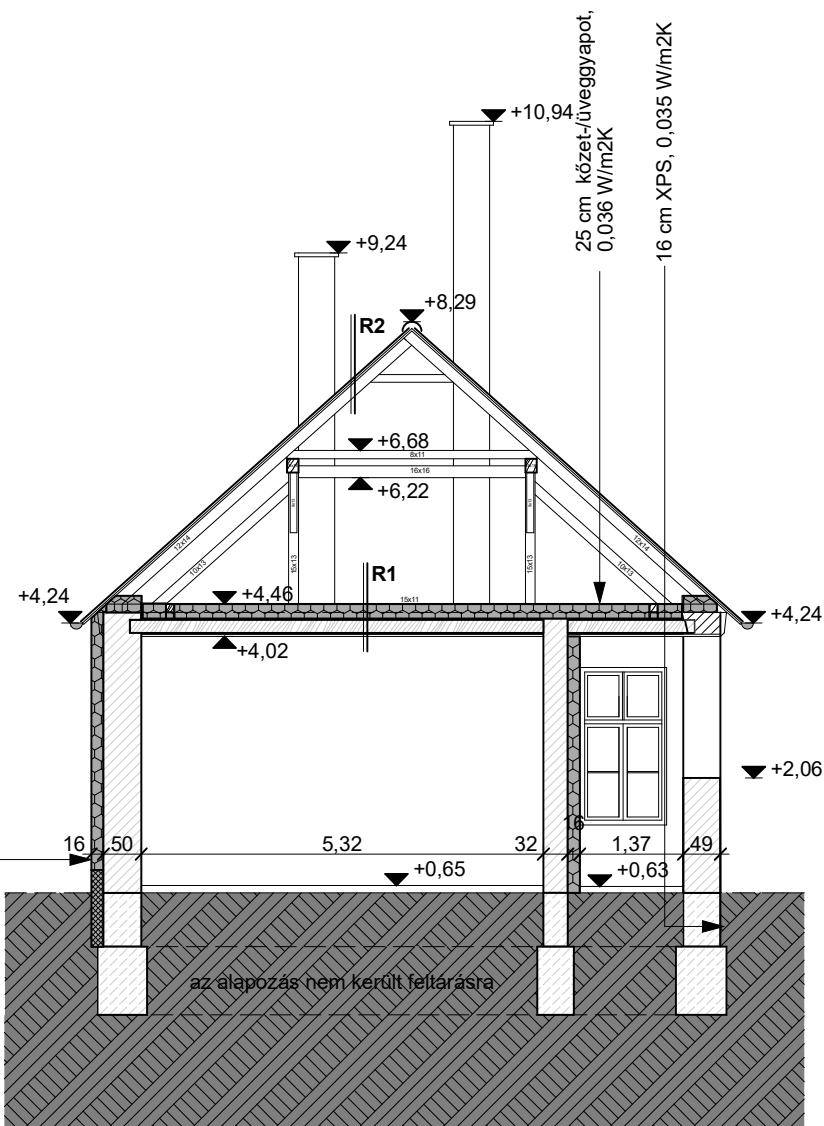 25 cm kőzet-/üveggyapot,
0,036 W/m2K
16 cm XPS, 0,035 W/m2K
+10,94
+9,24
+8,29
R2
+6,68
8x11
16x16
+6,22
12x14
12x14
10x13
10x13
15x13
15x13
R1
+4,24
+4,46
15x11
+4,24
+4,02
+2,06
16
50
5,32
32
16
1,37
49
+0,65
+0,63
az alapozás nem került feltárásra